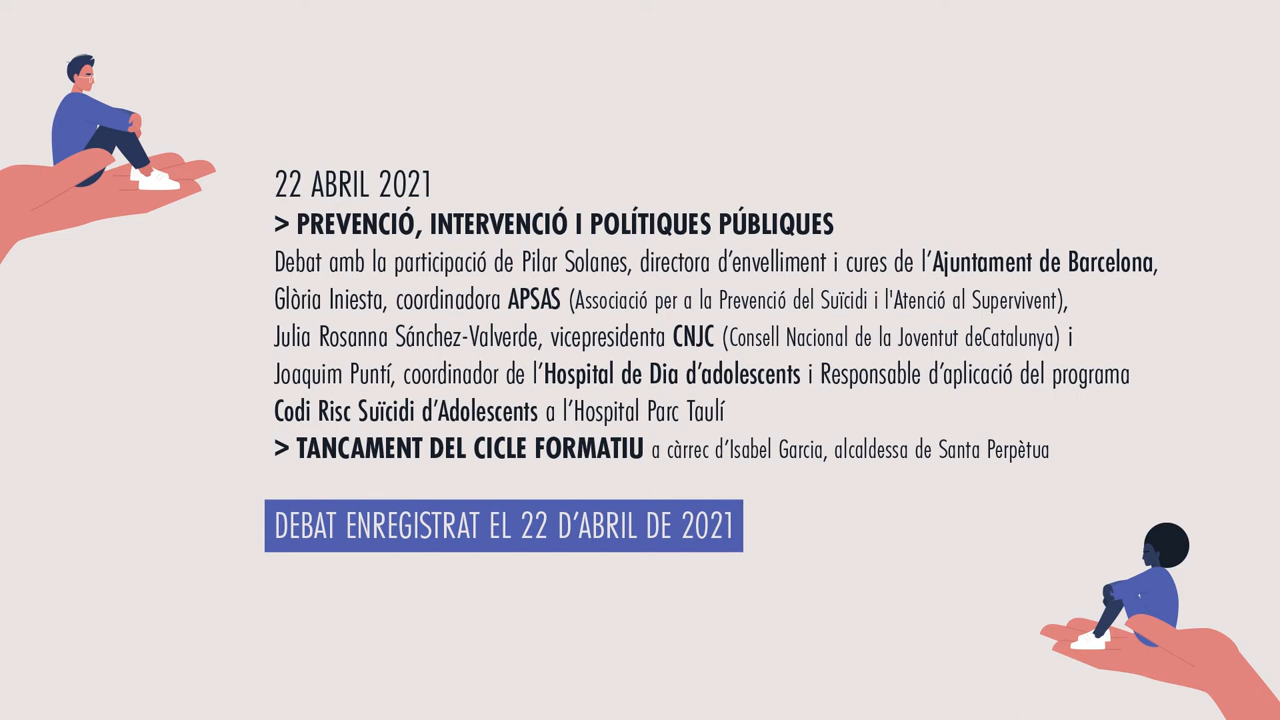 22 ABRIL 2021
> PREVENCIÓ, INTERVENCIÓ I POLÍTIQUES PÚBLIQUES
Debat amb la participació de Pilar Solanes, directora d’envelliment i cures de l’Ajuntament de Barcelona,
Glòria Iniesta, coordinadora APSAS (Associació per a la Prevenció del Suïcidi i l'Atenció al Supervivent),
Julia Rosanna Sánchez-Valverde, vicepresidenta CNJC (Consell Nacional de la Joventut deCatalunya) i
Joaquim Puntí, coordinador de l’Hospital de Dia d’adolescents i Responsable d’aplicació del programa
Codi Risc Suïcidi d’Adolescents a l’Hospital Parc Taulí
> TANCAMENT DEL CICLE FORMATIU a càrrec d’Isabel Garcia, alcaldessa de Santa Perpètua
DEBAT ENREGISTRAT EL 22 D’ABRIL DE 2021